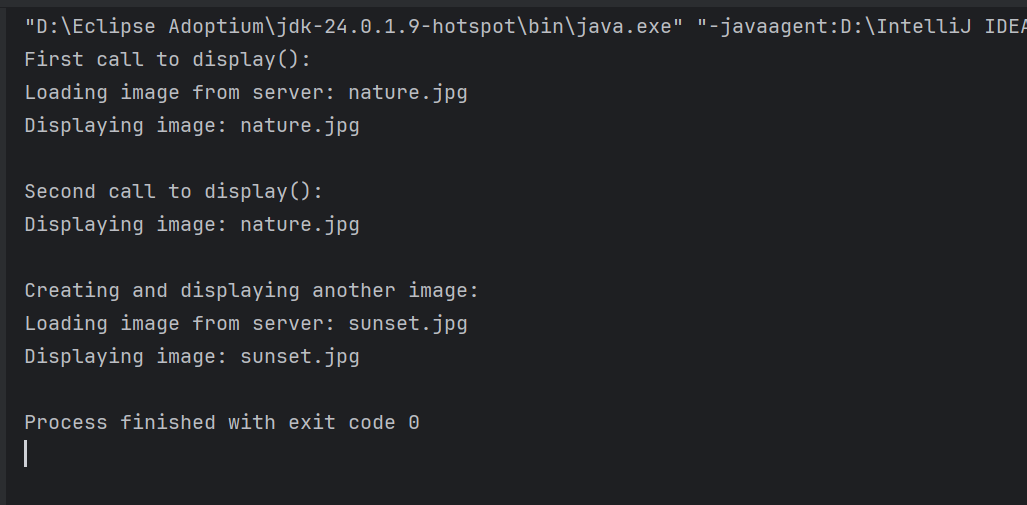 "D:\Eclipse Adoptium\jdk-24.0.1.9-hotspot\bin\java.exe" "-javaagent:D:\IntelliJ IDEA
First call to display():
Loading image from server: nature.jpg
Displaying image: nature.jpg
Second call to display():
Displaying image: nature.jpg
Creating and displaying another image:
Loading image from server: sunset.jpg
Displaying image: sunset.jpg
Process finished with exit code 0